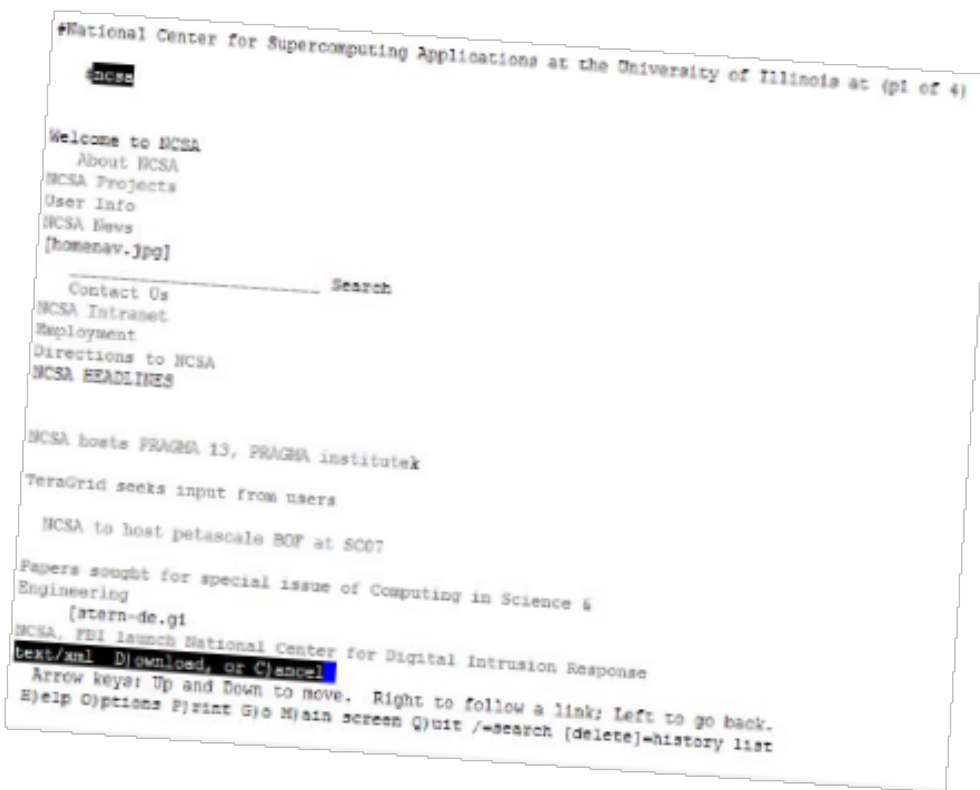 #National Center for Supercomputing Applications at the University of Illinois at (p1 of 4)
#ncsa
Welcome to NCSA
About NCSA
NCSA Projects
User Info
NCSA News
[homenav.jpg]
_________________________ Search
Contact Us
NCSA Intranet
Employment
Directions to NCSA
NCSA HEADLINES
NCSA hosts PRAGMA 13, PRAGMA institutek
TeraGrid seeks input from users
NCSA to host petascale BOF at SC07
Papers sought for special issue of Computing in Science &
Engineering
[stern-de.gi
NCSA, FBI launch National Center for Digital Intrusion Response
text/xml  D)ownload, or C)ancel
Arrow keys: Up and Down to move.  Right to follow a link; Left to go back.
H)elp O)ptions P)rint G)o M)ain screen Q)uit /=search [delete]=history list